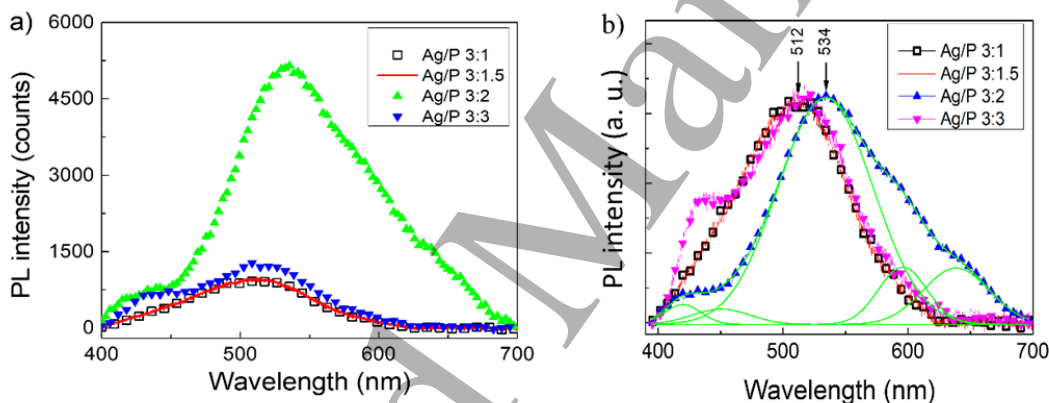 a)
6000
4500
3000
1500
0
PL intensity (counts)
400
500
600
700
Wavelength (nm)
Ag/P 3:1
Ag/P 3:1.5
Ag/P 3:2
Ag/P 3:3
b)
PL intensity (a. u.)
512
534
Ag/P 3:1
Ag/P 3:1.5
Ag/P 3:2
Ag/P 3:3
400
500
600
700
Wavelength (nm)